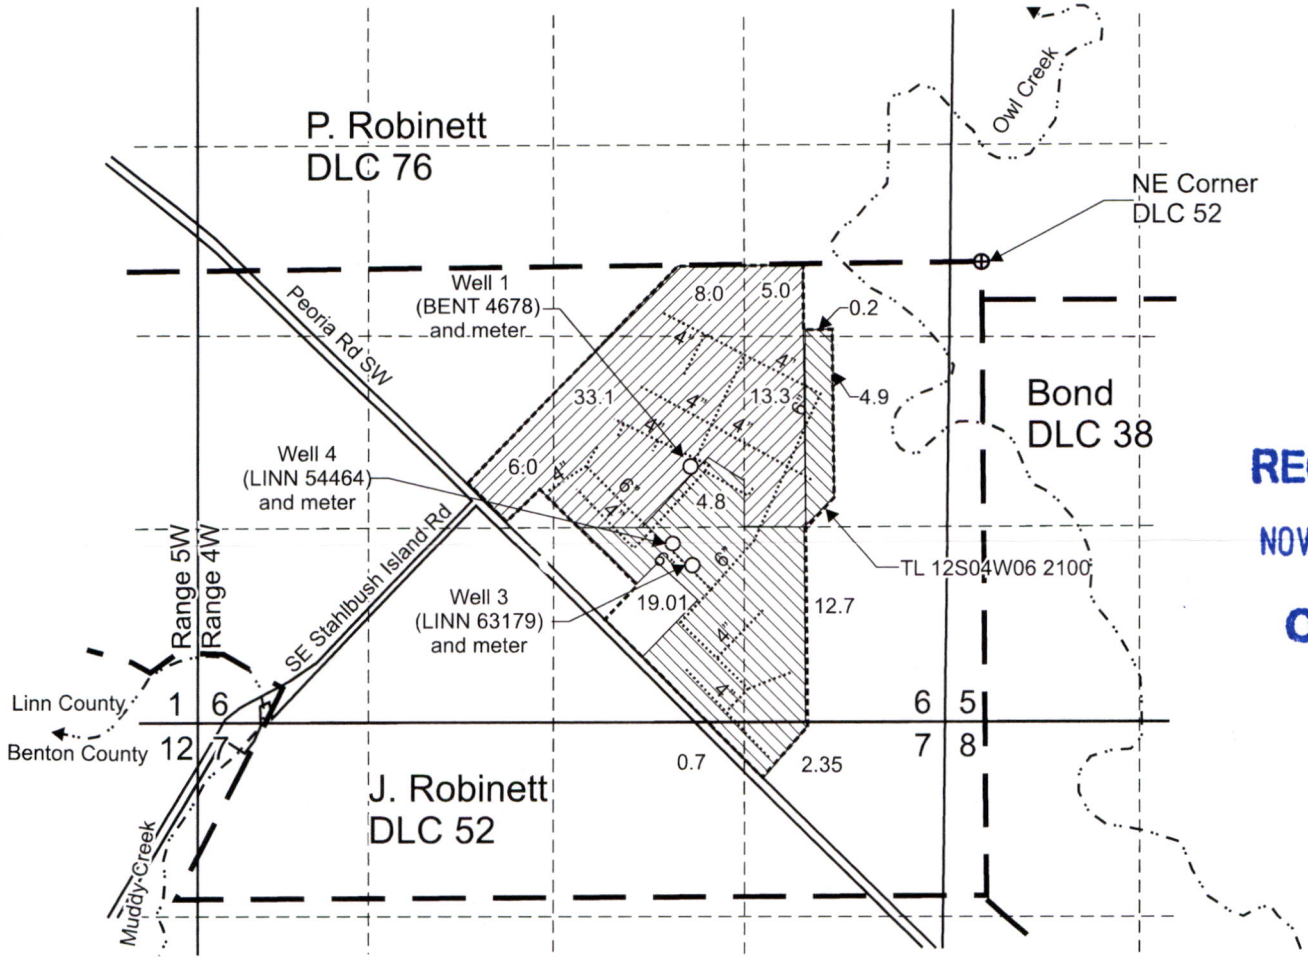 Owl Creek
P. Robinett
DLC 76
NE Corner
DLC 52
Well 1
(BENT 4678)
and meter
8.0
5.0
0.2
Peoria Rd SW
4"
4"
33.1
4"
13.3
6"
4.9
Bond
DLC 38
4"
4"
Well 4
(LINN 54464)
and meter
6.0
4"
6"
4.8
4"
REC
NOV
TL 12S04W06 2100
6"
6"
Range 5W
Range 4W
SE Stahlbush Island Rd
Well 3
(LINN 63179)
and meter
19.01
12.7
4"
4"
Linn County
Benton County
1
6
12
7
6
5
7
8
0.7
2.35
J. Robinett
DLC 52
Muddy Creek